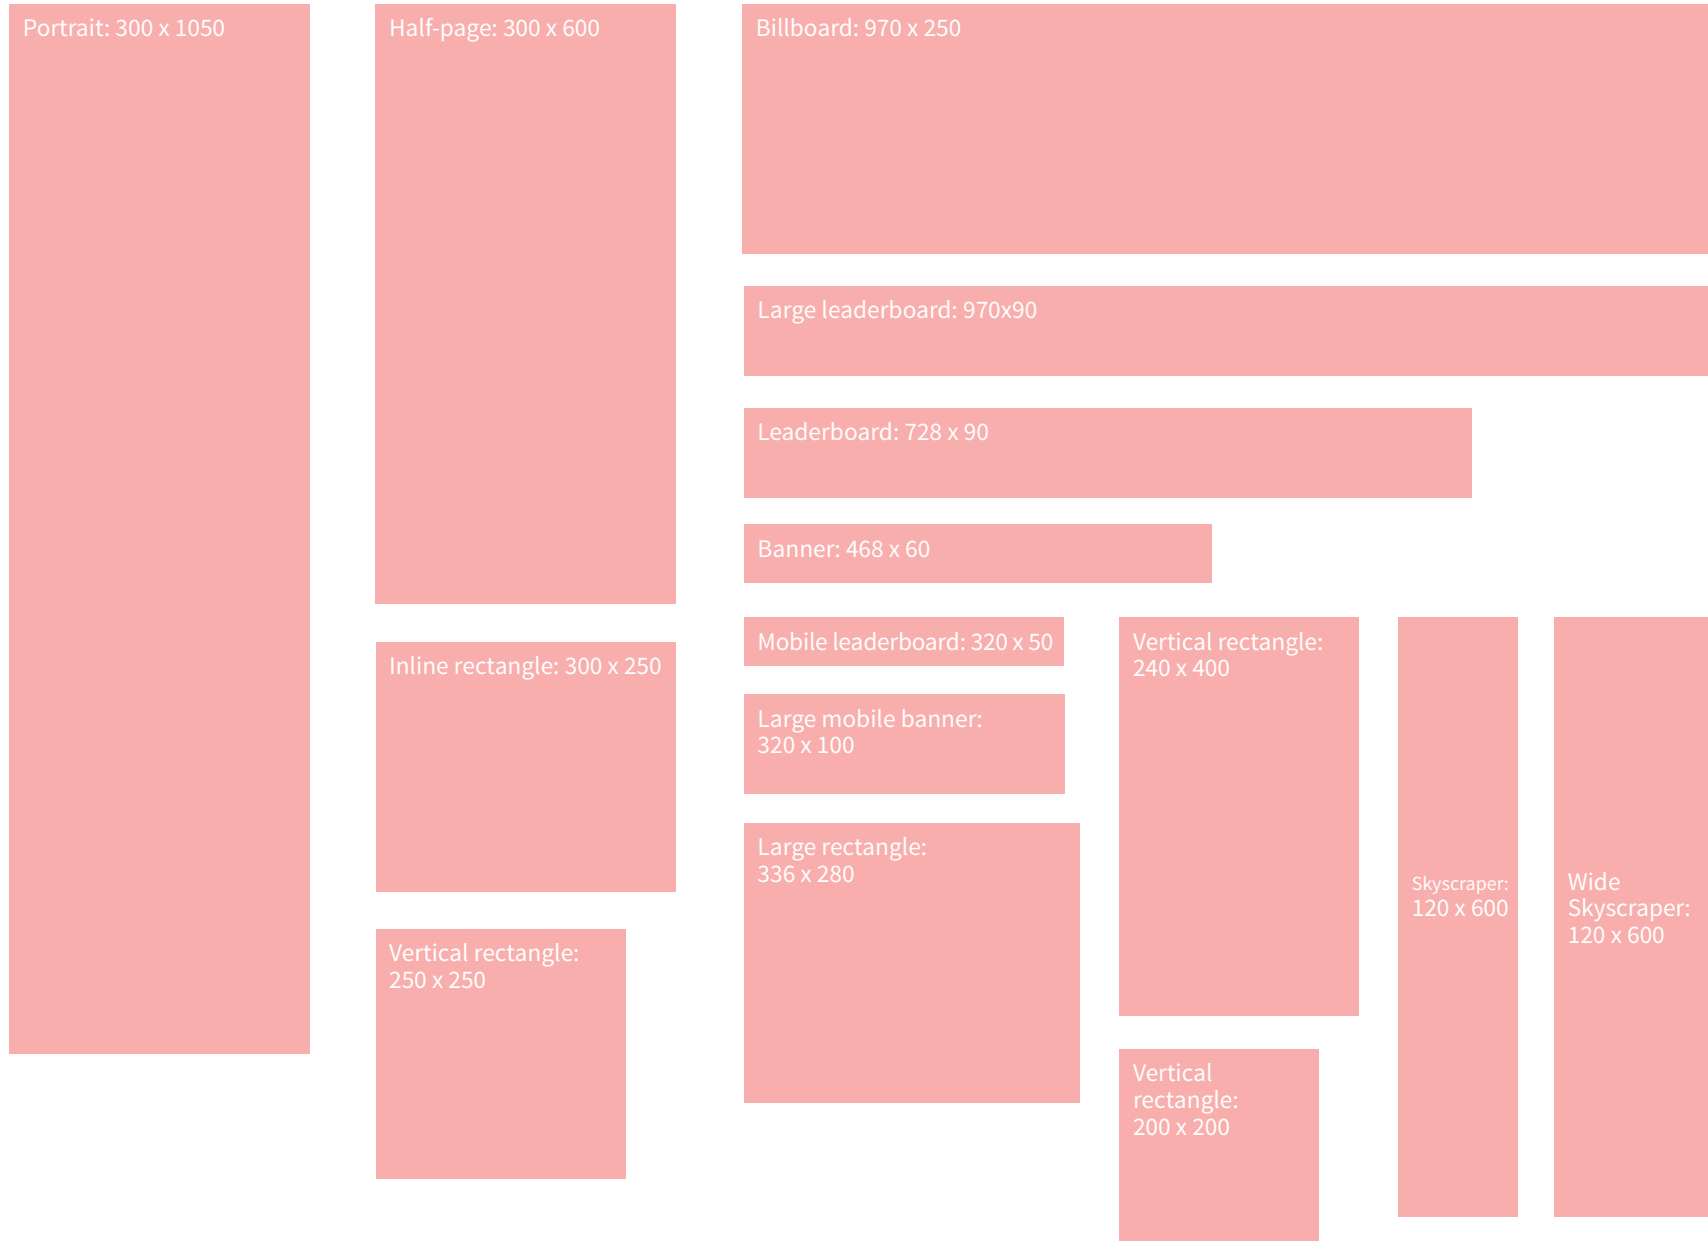 Portrait: 300 x 1050
Half-page: 300 x 600
Billboard: 970 x 250
Large leaderboard: 970x90
Leaderboard: 728 x 90
Banner: 468 x 60
Mobile leaderboard: 320 x 50
Vertical rectangle:
240 x 400
Inline rectangle: 300 x 250
Large mobile banner:
320 x 100
Large rectangle:
336 x 280
Skyscraper:
120 x 600
Wide
Skyscraper:
120 x 600
Vertical rectangle:
250 x 250
Vertical
rectangle:
200 x 200